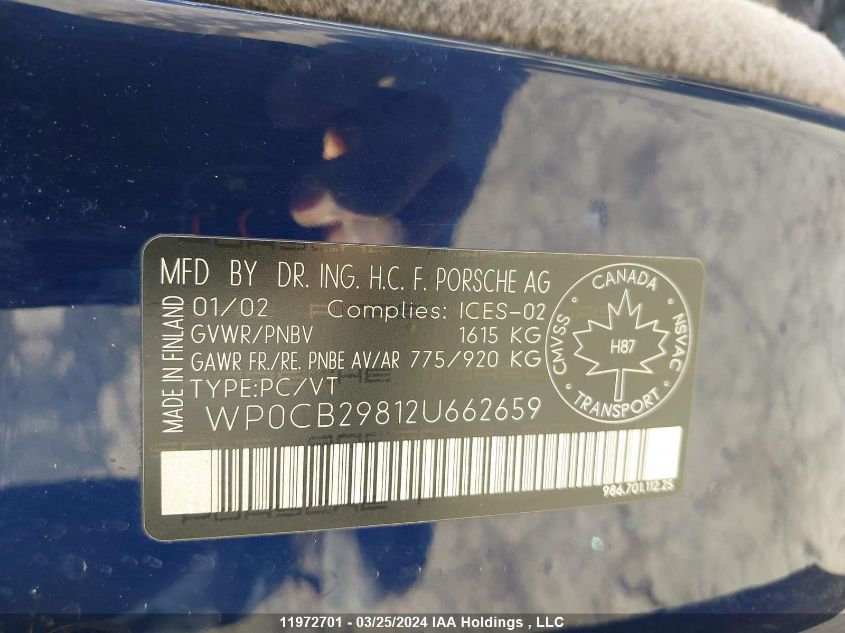 MFD BY DR. ING. H.C. F. PORSCHE AG
01/02 Complies: ICES-02
GVWR/PNBV 1615 KG
GAWR FR./RE. PNBE AV/AR 775/920 KG
TYPE:PC/VT
WP0CB29812U662659
MADE IN FINLAND
CANADA
CMVSS
NSVAC
H87
TRANSPORT
986.701.112.25
11972701 - 03/25/2024 IAA Holdings , LLC